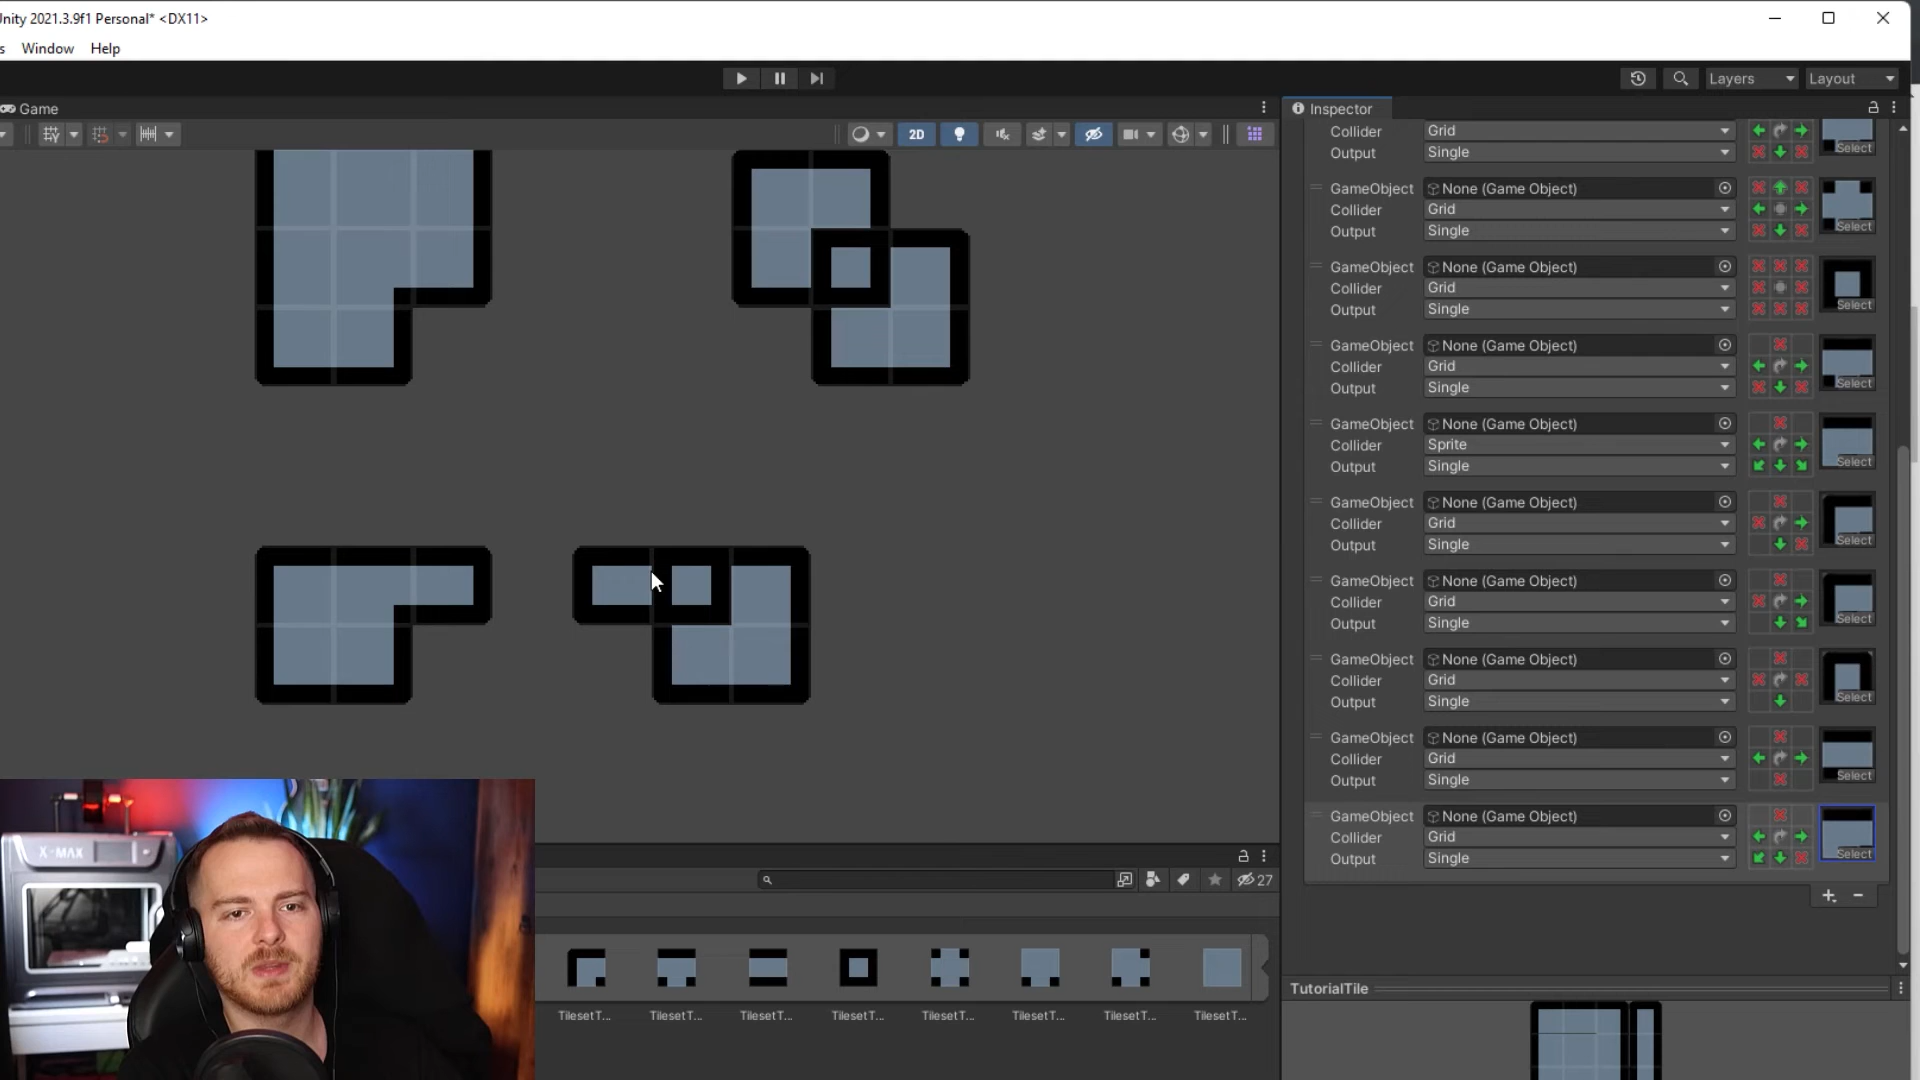 Unity 2021.3.9f1 Personal* <DX11>
s Window Help
Layers
Layout
Game
2D
Inspector
Collider Grid
Output Single
Select
GameObject None (Game Object)
Collider Grid
Output Single
Select
GameObject None (Game Object)
Collider Grid
Output Single
Select
GameObject None (Game Object)
Collider Grid
Output Single
Select
GameObject None (Game Object)
Collider Sprite
Output Single
Select
GameObject None (Game Object)
Collider Grid
Output Single
Select
GameObject None (Game Object)
Collider Grid
Output Single
Select
GameObject None (Game Object)
Collider Grid
Output Single
Select
GameObject None (Game Object)
Collider Grid
Output Single
Select
GameObject None (Game Object)
Collider Grid
Output Single
Select
27
X-MAX
TilesetT... TilesetT... TilesetT... TilesetT... TilesetT... TilesetT... TilesetT... TilesetT...
TutorialTile